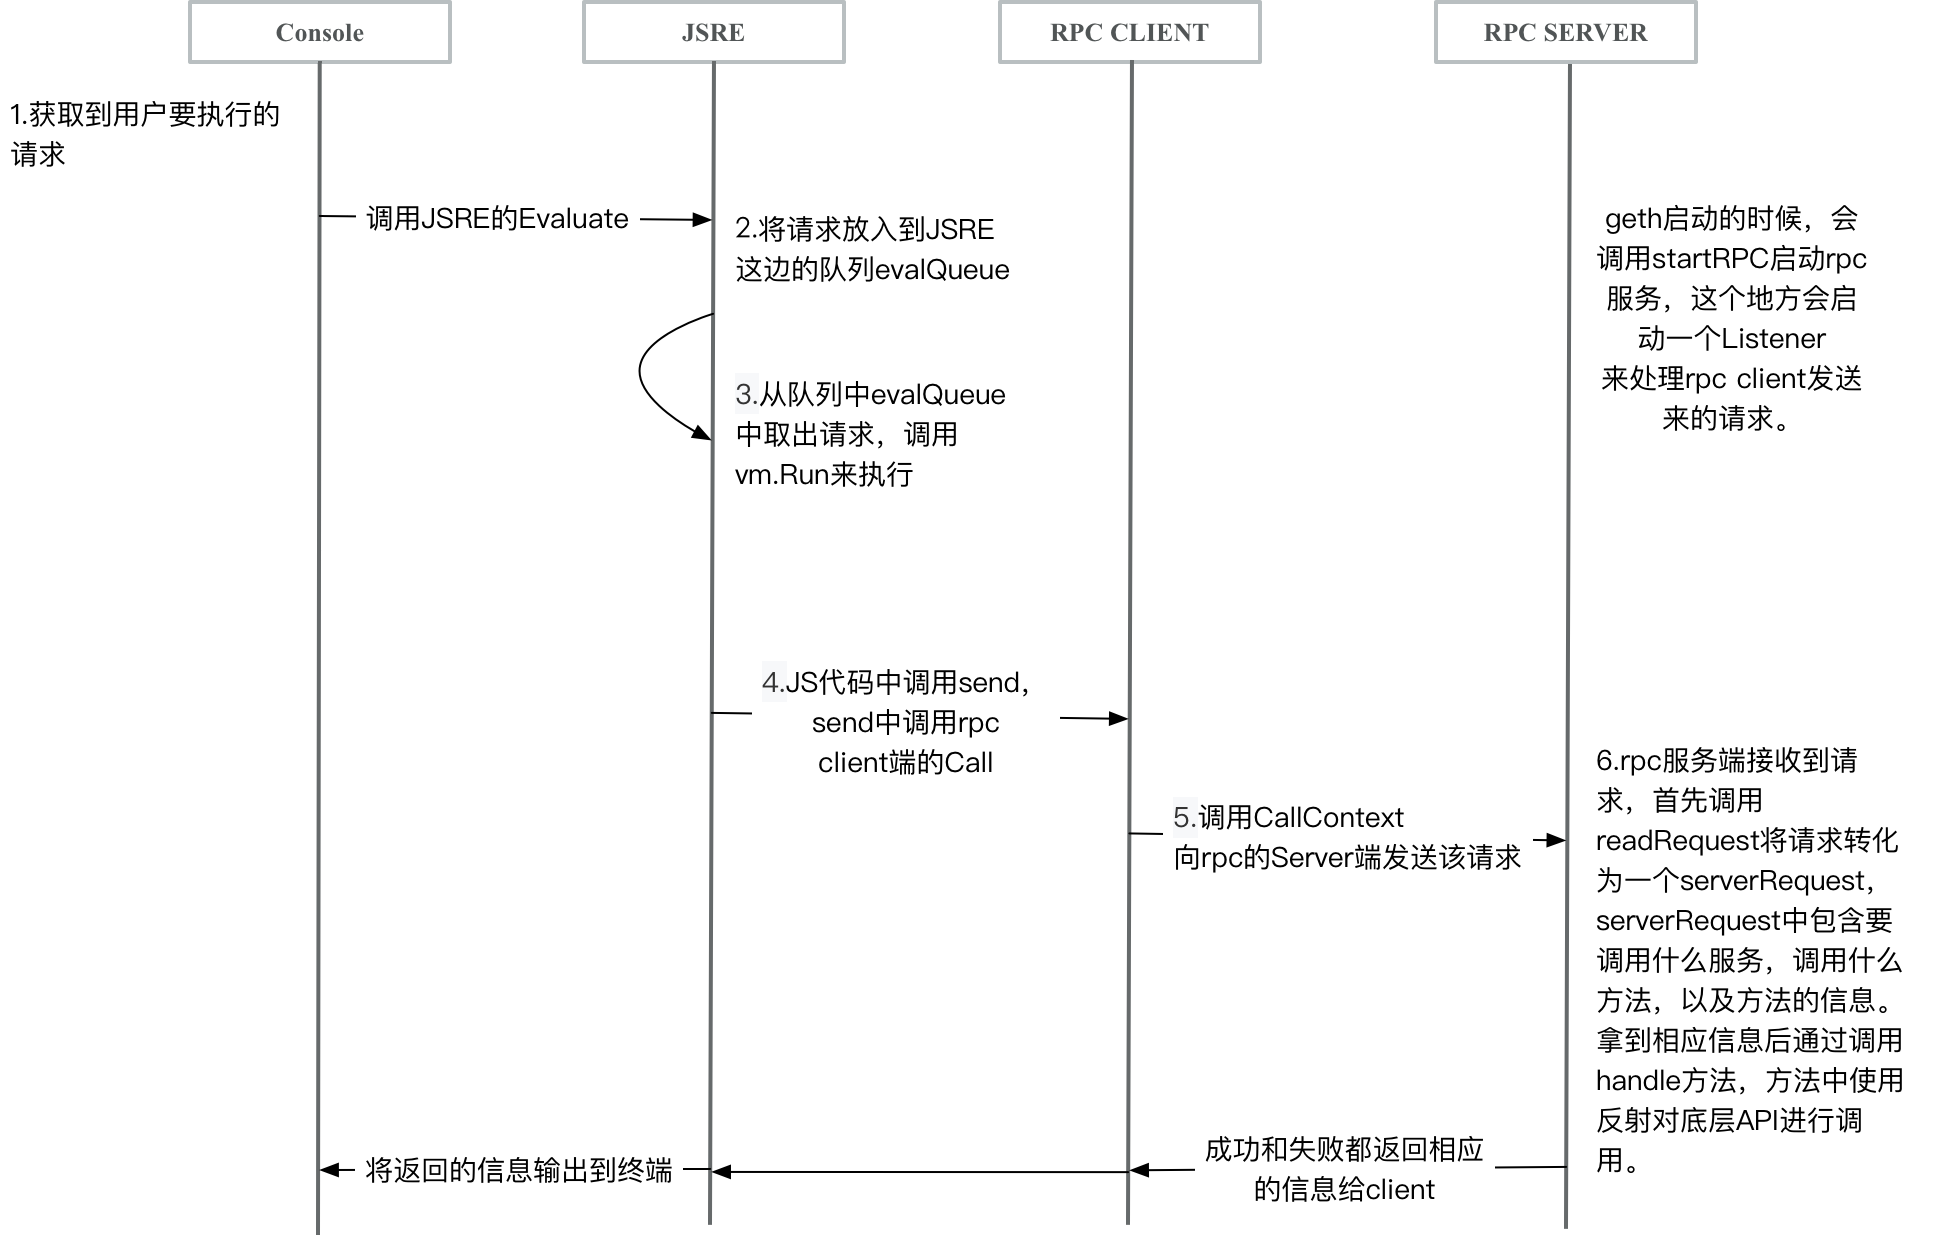 Console
JSRE
RPC CLIENT
RPC SERVER
1.获取到用户要执行的
请求
调用JSRE的Evaluate
2.将请求放入到JSRE
这边的队列evalQueue
geth启动的时候，会
调用startRPC启动rpc
服务，这个地方会启
动一个Listener
来处理rpc client发送
来的请求。
3.从队列中evalQueue
中取出请求，调用
vm.Run来执行
4.JS代码中调用send，
send中调用rpc
client端的Call
5.调用CallContext
向rpc的Server端发送该请求
6.rpc服务端接收到请
求，首先调用
readRequest将请求转化
为一个serverRequest，
serverRequest中包含要
调用什么服务，调用什么
方法，以及方法的信息。
拿到相应信息后通过调用
handle方法，方法中使用
反射对底层API进行调
用。
成功和失败都返回相应
的信息给client
将返回的信息输出到终端